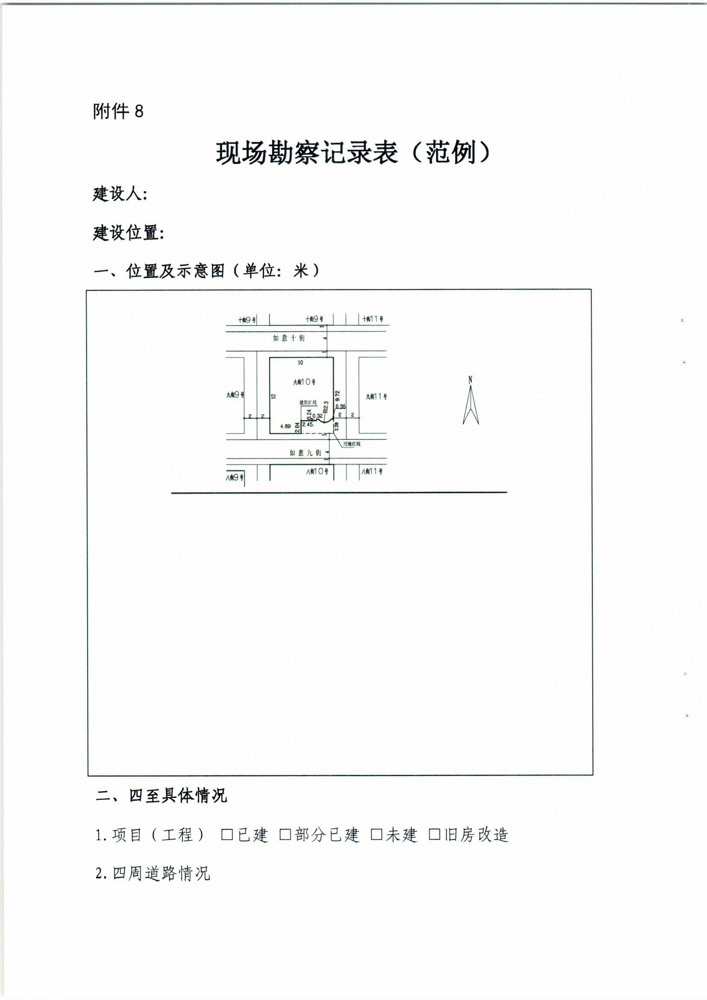 附件 8
现场勘察记录表（范例）
建设人:
建设位置:
一、位置及示意图（单位: 米）
十街9号 十街9号 十街11号
1
如意十街 4
1
10
九街10号
N
九街9号 12 9.72 九街11号
建筑红线 R12.3
0.24 0.32 0.35
2 2 2 2
4.89 2.04 2.45 2.28
1
用地红线
如意九街 4
1
八街9号 八街10号 八街11号
二、四至具体情况
1.项目（工程） □已建 □部分已建 □未建 □旧房改造
2.四周道路情况